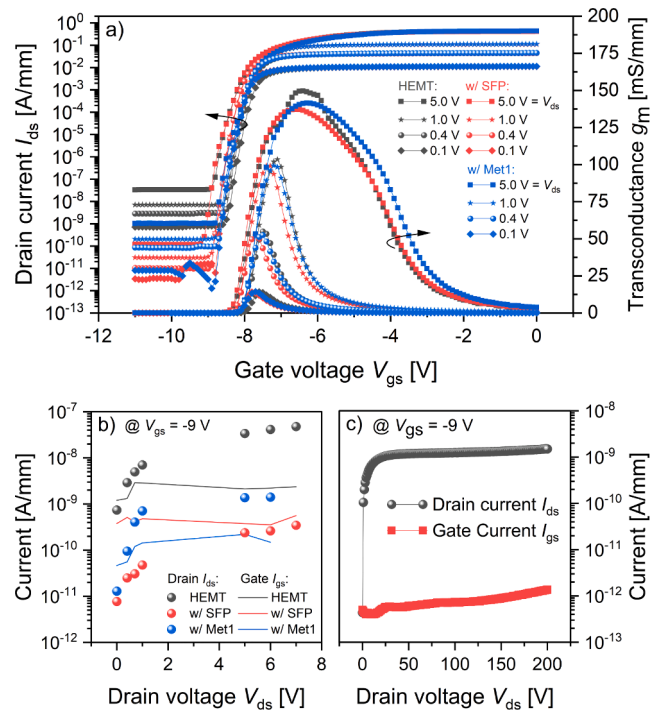 a)
Drain current Ids [A/mm]
10^0
10^-1
10^-2
10^-3
10^-4
10^-5
10^-6
10^-7
10^-8
10^-9
10^-10
10^-11
10^-12
10^-13
HEMT: w/ SFP:
5.0 V 5.0 V = Vds
1.0 V 1.0 V
0.4 V 0.4 V
0.1 V 0.1 V
w/ Met1:
5.0 V = Vds
1.0 V
0.4 V
0.1 V
200
175
150
125
100
75
50
25
0
Transconductance gm [mS/mm]
-12 -10 -8 -6 -4 -2 0
Gate voltage Vgs [V]
b) @ Vgs = -9 V
Current [A/mm]
10^-7
10^-8
10^-9
10^-10
10^-11
10^-12
Drain Ids: Gate Igs:
HEMT HEMT
w/ SFP w/ SFP
w/ Met1 w/ Met1
0 2 4 6 8
Drain voltage Vds [V]
c) @ Vgs = -9 V
Drain current Ids
Gate Current Igs
10^-8
10^-9
10^-10
10^-11
10^-12
10^-13
Current [A/mm]
0 50 100 150 200
Drain voltage Vds [V]